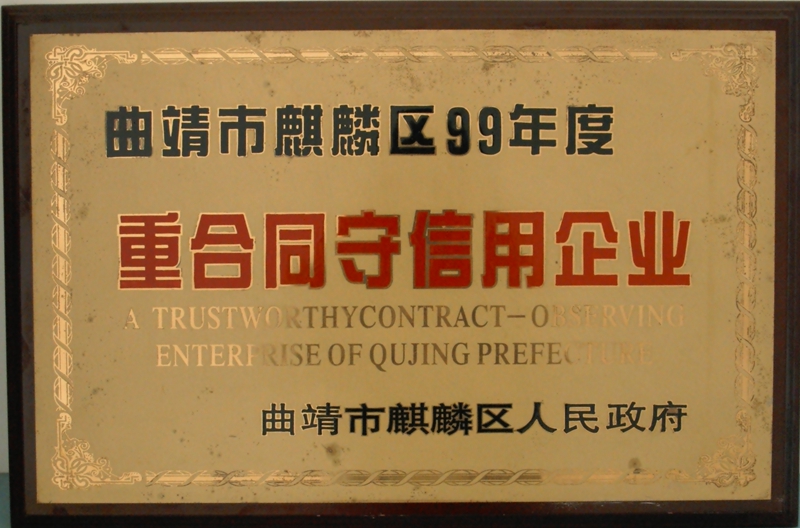 曲靖市麒麟区99年度
重合同守信用企业
A TRUSTWORTHYCONTRACT-OBSERVING
ENTERPRISE OF QUJING PREFECTURE
曲靖市麒麟区人民政府